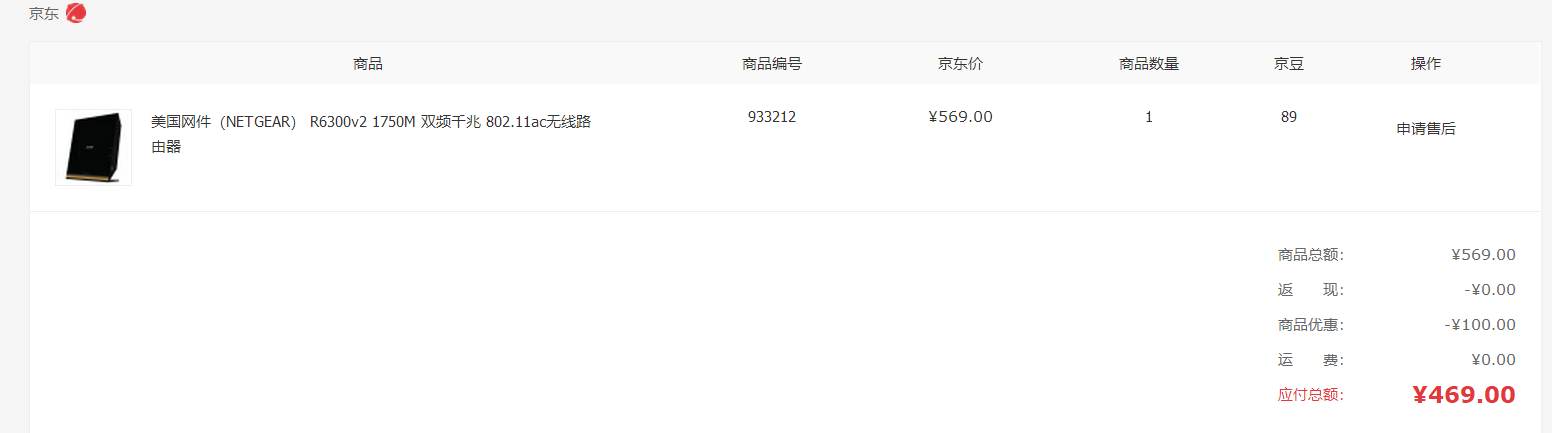 京东
商品 商品编号 京东价 商品数量 京豆 操作
美国网件（NETGEAR） R6300v2 1750M 双频千兆 802.11ac无线路 933212 ¥569.00 1 89 申请售后
由器
商品总额： ¥569.00
返 现： -¥0.00
商品优惠： -¥100.00
运 费： ¥0.00
应付总额： ¥469.00